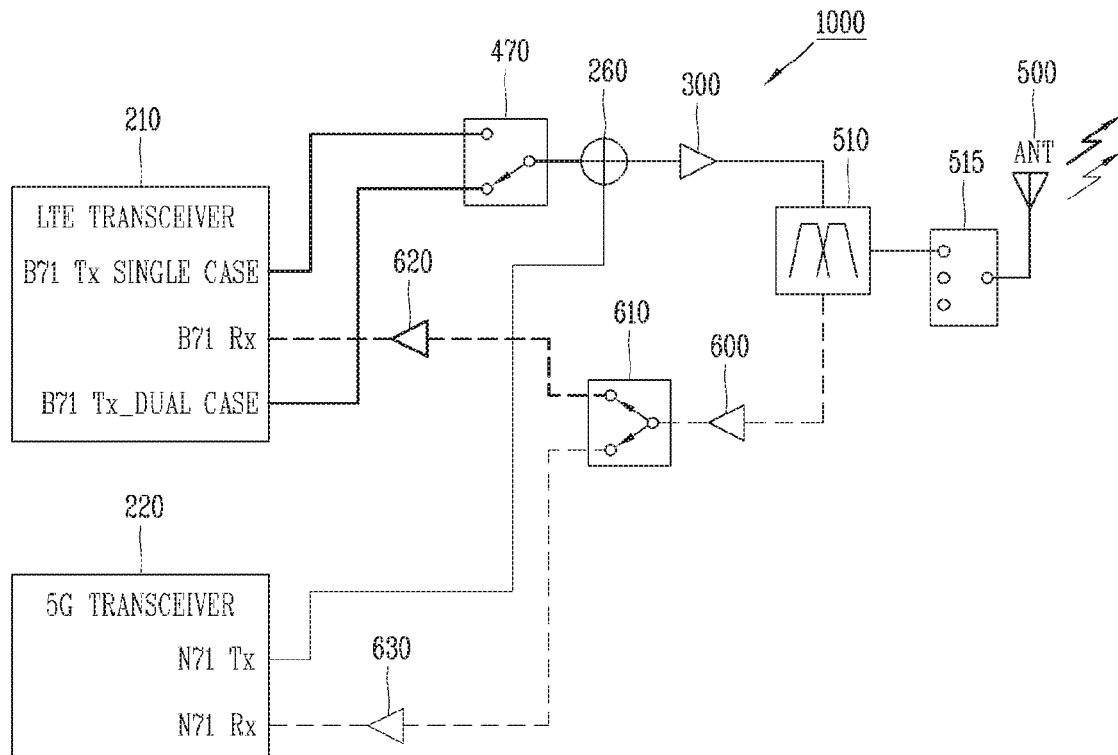 1000
470
260
300
500
210
510
ANT
515
LTE TRANSCEIVER
B71 Tx SINGLE CASE
620
B71 Rx
610
600
B71 Tx_DUAL CASE
220
5G TRANSCEIVER
N71 Tx
630
N71 Rx